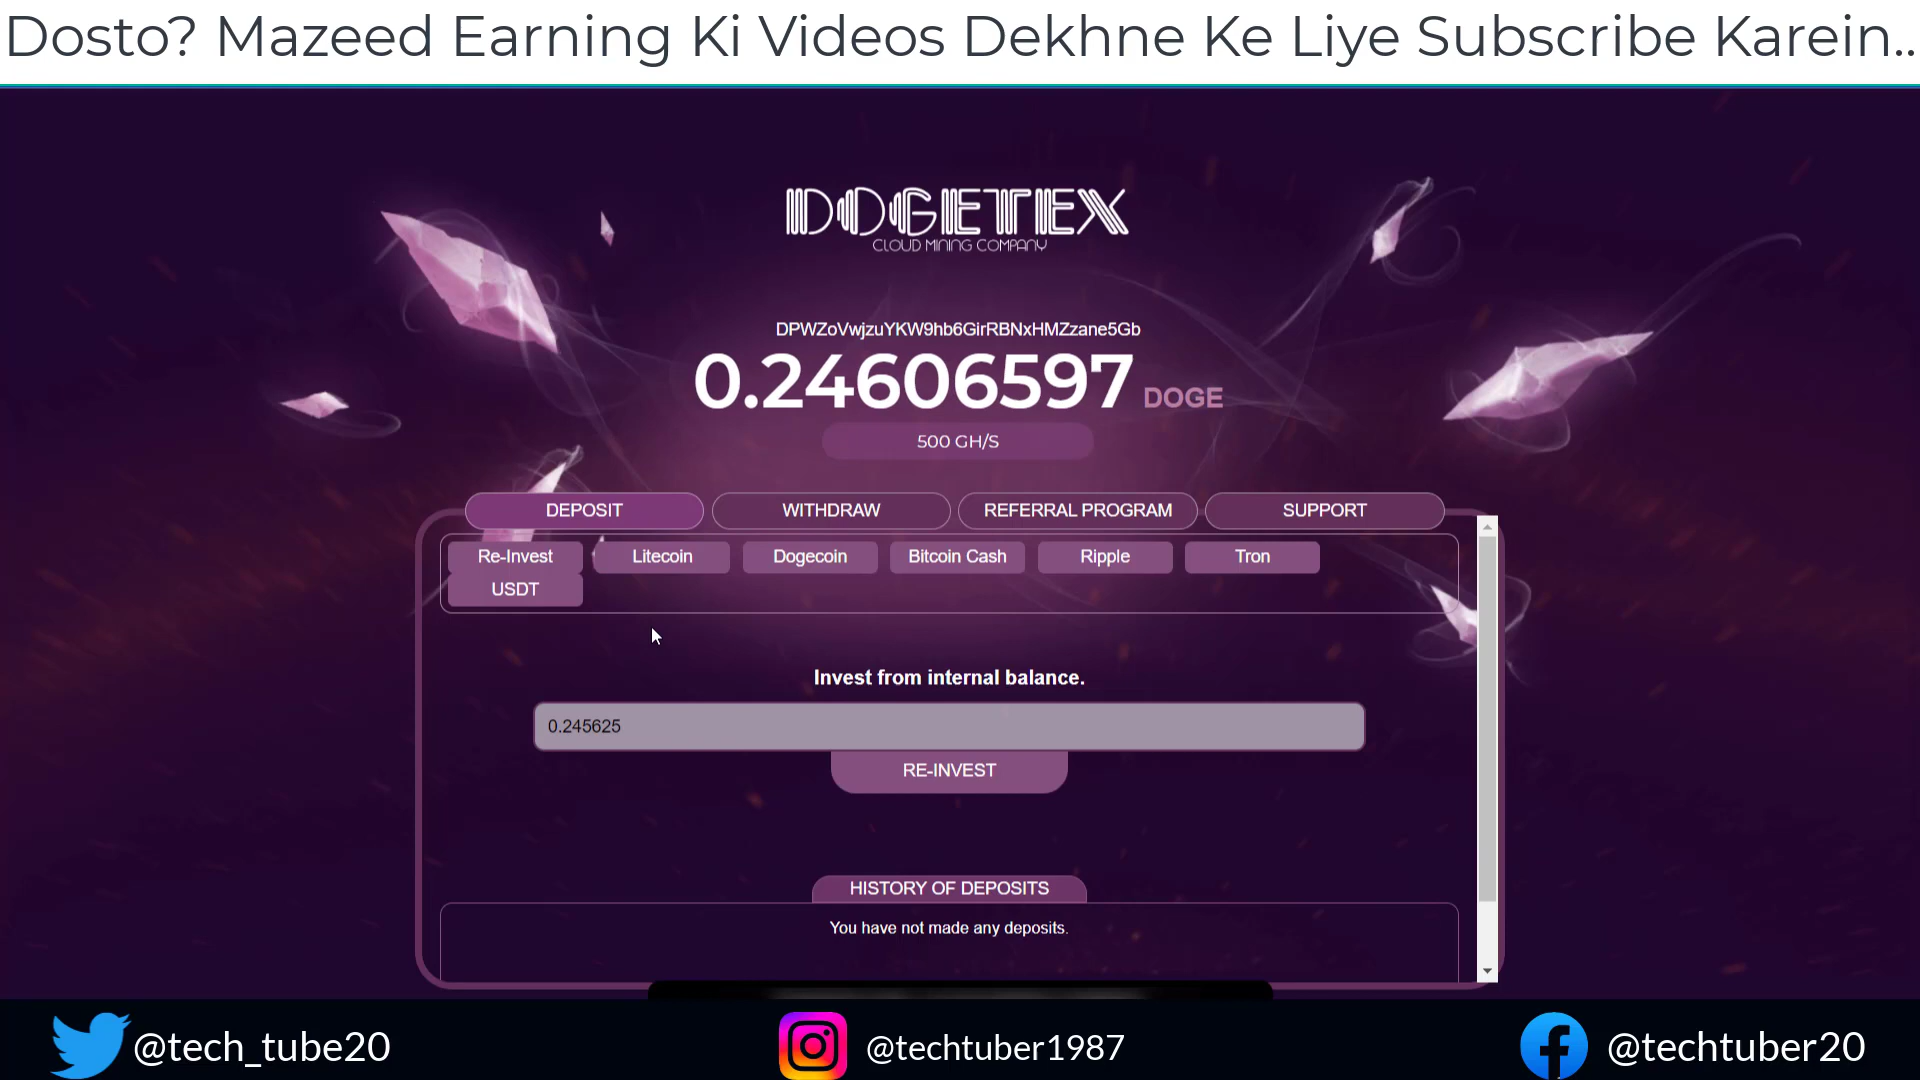 Dosto? Mazeed Earning Ki Videos Dekhne Ke Liye Subscribe Karein..
DOGETEX
CLOUD MINING COMPANY
DPWZoVwjzuYKW9hb6GirRBNxHMZzane5Gb
0.24606597 DOGE
500 GH/S
DEPOSIT WITHDRAW REFERRAL PROGRAM SUPPORT
Re-Invest Litecoin Dogecoin Bitcoin Cash Ripple Tron
USDT
Invest from internal balance.
0.245625
RE-INVEST
HISTORY OF DEPOSITS
You have not made any deposits.
@tech_tube20 @techtuber1987 @techtuber20